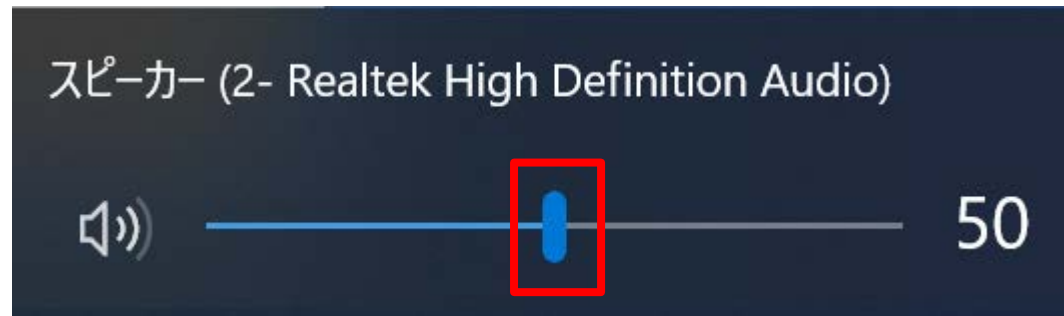 スピーカー (2- Realtek High Definition Audio)
50